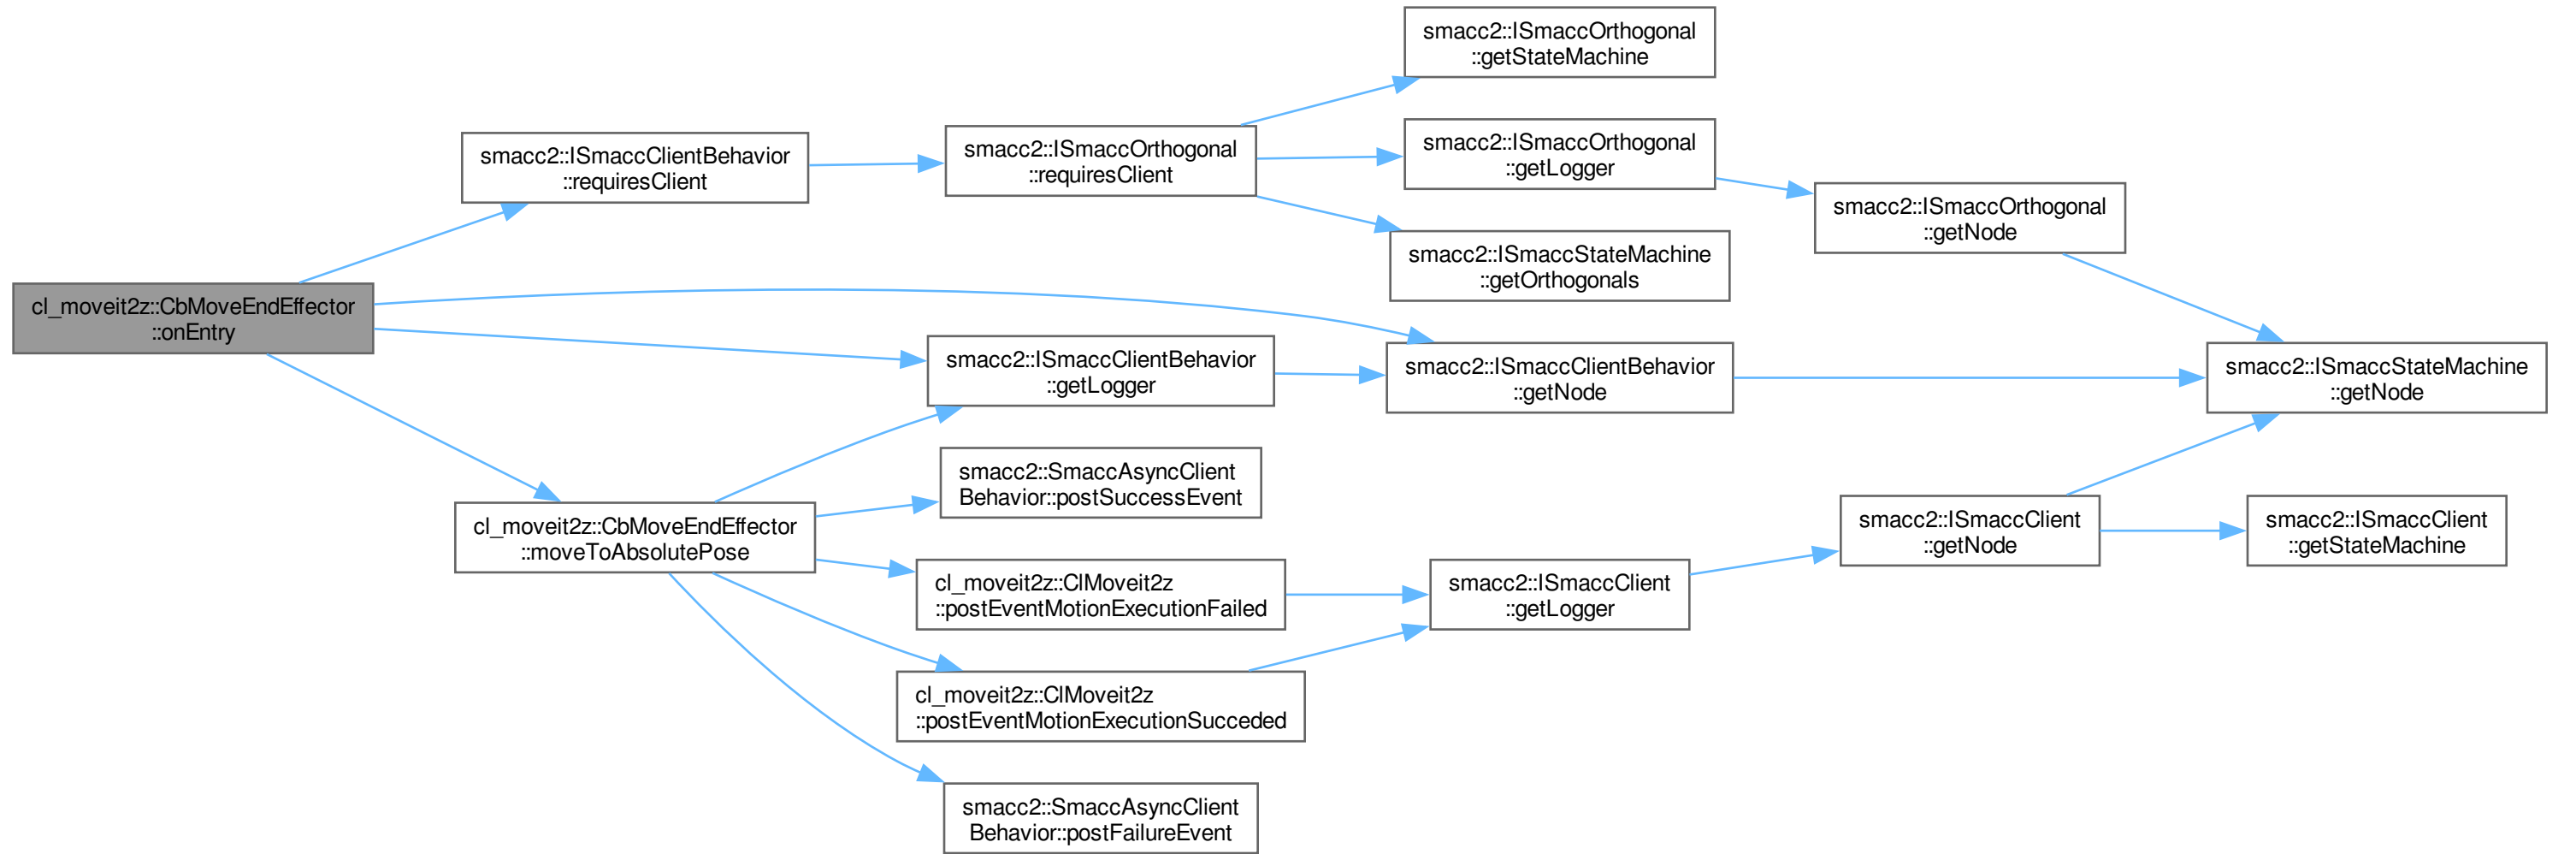 cl_moveit2z::CbMoveEndEffector
::onEntry
smacc2::ISmaccClientBehavior
::requiresClient
smacc2::ISmaccOrthogonal
::requiresClient
smacc2::ISmaccOrthogonal
::getStateMachine
smacc2::ISmaccOrthogonal
::getLogger
smacc2::ISmaccOrthogonal
::getNode
smacc2::ISmaccStateMachine
::getOrthogonals
smacc2::ISmaccClientBehavior
::getLogger
smacc2::ISmaccClientBehavior
::getNode
smacc2::ISmaccStateMachine
::getNode
cl_moveit2z::CbMoveEndEffector
::moveToAbsolutePose
smacc2::SmaccAsyncClient
Behavior::postSuccessEvent
cl_moveit2z::ClMoveit2z
::postEventMotionExecutionFailed
smacc2::ISmaccClient
::getLogger
smacc2::ISmaccClient
::getNode
smacc2::ISmaccClient
::getStateMachine
cl_moveit2z::ClMoveit2z
::postEventMotionExecutionSucceded
smacc2::SmaccAsyncClient
Behavior::postFailureEvent